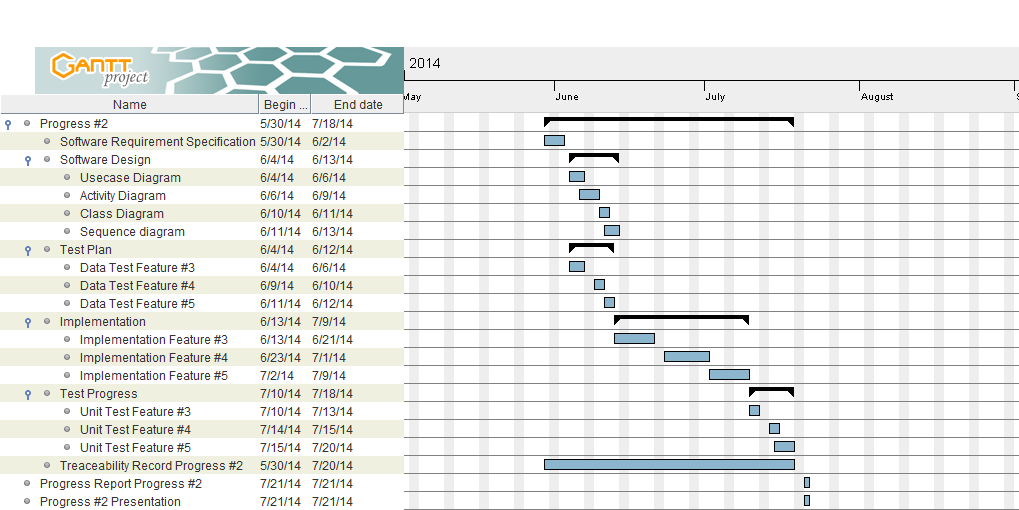 GANTT
project
2014
Name Begin ... End date
May June July August S
Progress #2 5/30/14 7/18/14
Software Requirement Specification 5/30/14 6/2/14
Software Design 6/4/14 6/13/14
Usecase Diagram 6/4/14 6/6/14
Activity Diagram 6/6/14 6/9/14
Class Diagram 6/10/14 6/11/14
Sequence diagram 6/11/14 6/13/14
Test Plan 6/4/14 6/12/14
Data Test Feature #3 6/4/14 6/6/14
Data Test Feature #4 6/9/14 6/10/14
Data Test Feature #5 6/11/14 6/12/14
Implementation 6/13/14 7/9/14
Implementation Feature #3 6/13/14 6/21/14
Implementation Feature #4 6/23/14 7/1/14
Implementation Feature #5 7/2/14 7/9/14
Test Progress 7/10/14 7/18/14
Unit Test Feature #3 7/10/14 7/13/14
Unit Test Feature #4 7/14/14 7/15/14
Unit Test Feature #5 7/15/14 7/20/14
Treaceability Record Progress #2 5/30/14 7/20/14
Progress Report Progress #2 7/21/14 7/21/14
Progress #2 Presentation 7/21/14 7/21/14